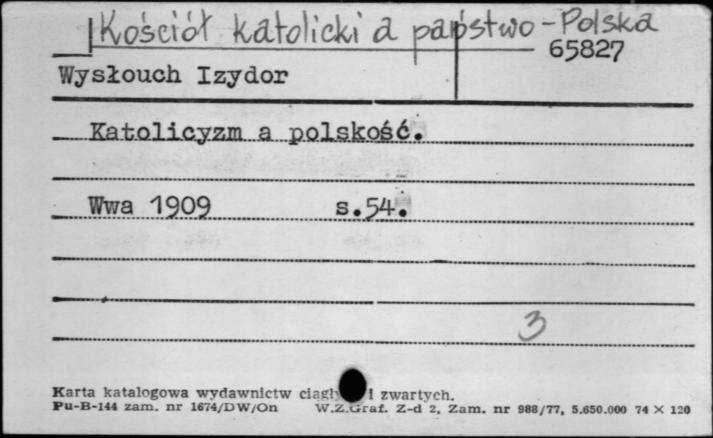 Kościół katolicki a państwo - Polska
65827
Wysłouch Izydor
Katolicyzm a polskość.
Wwa 1909 s.54.
3
Karta katalogowa wydawnictw i zwartych.
Pu-B-144 zam. nr 1674/DW/On W.Z.Graf. Z-d 2, Zam. nr 988/77, 5.650.000 74 × 120